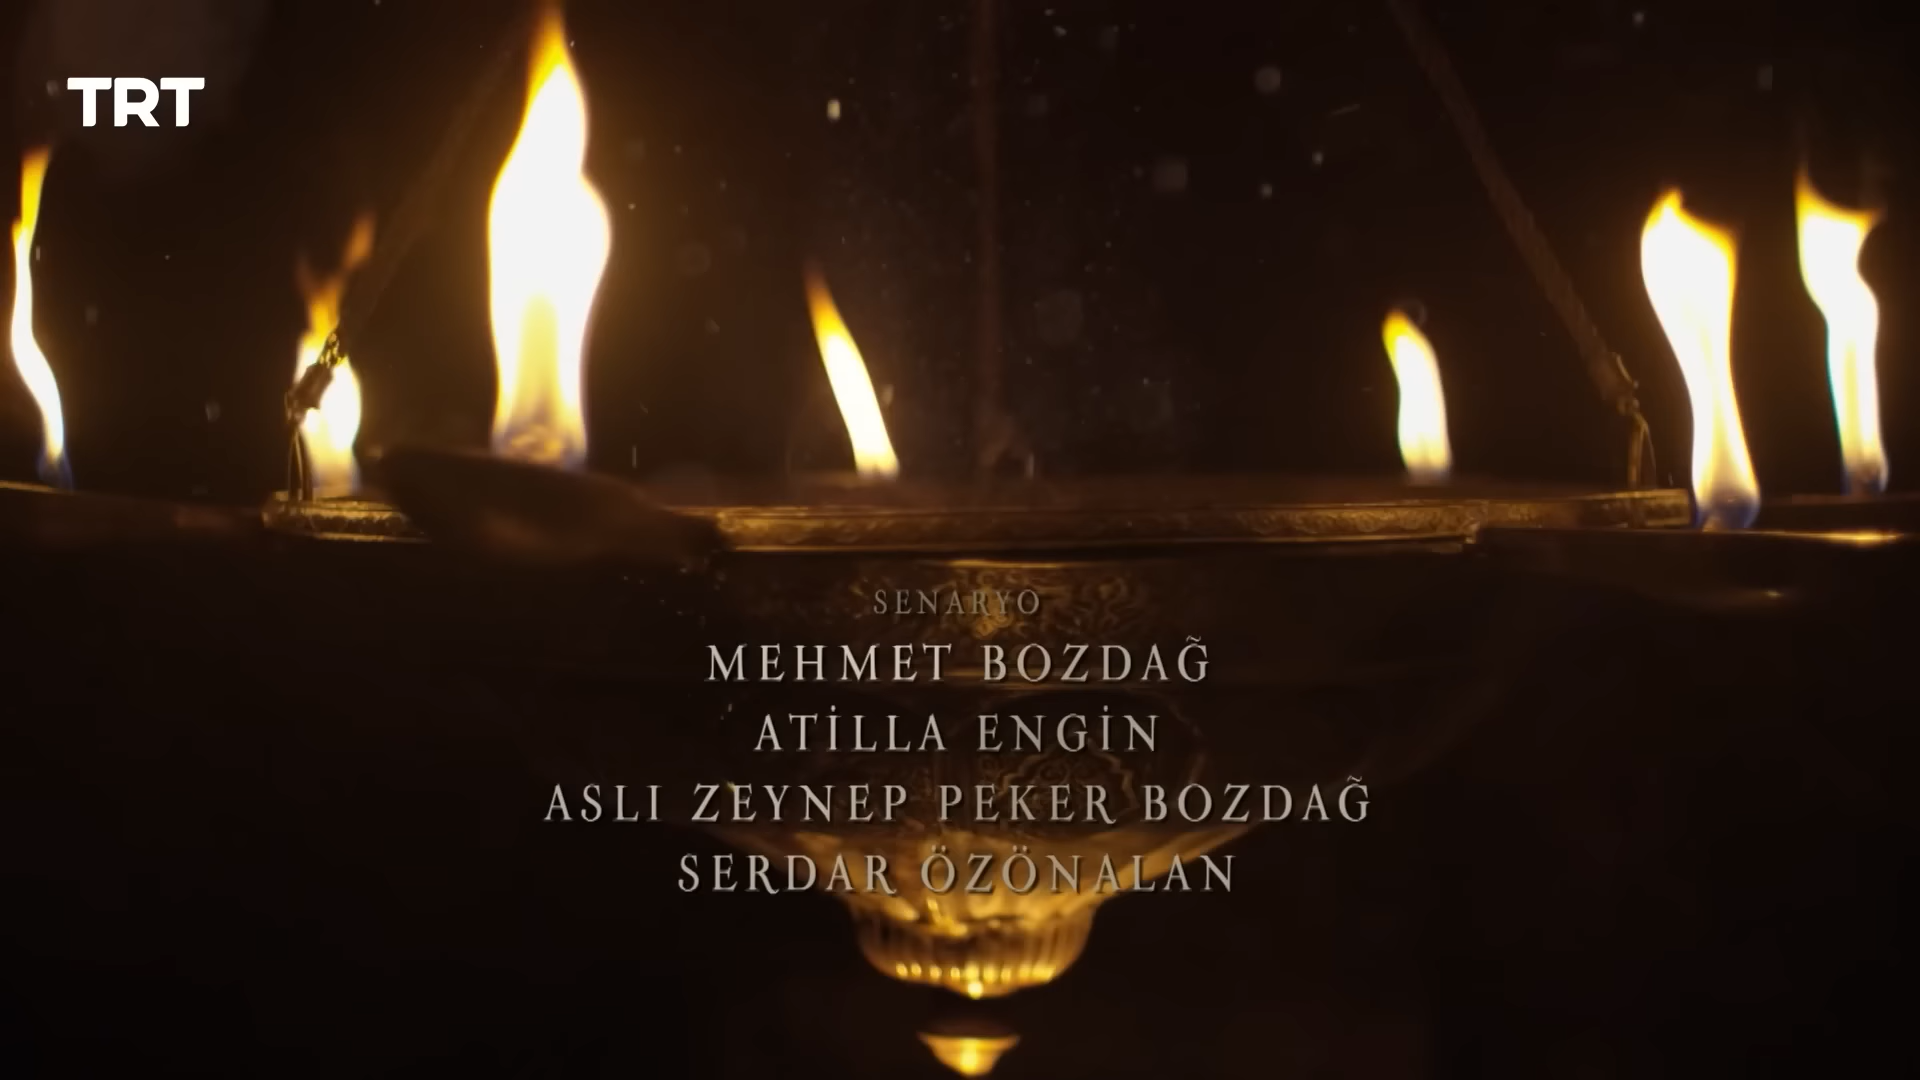 TRT
SENARYO
MEHMET BOZDAĞ
ATİLLA ENGİN
ASLI ZEYNEP PEKER BOZDAĞ
SERDAR ÖZÖNALAN